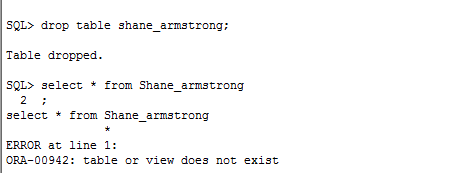 SQL> drop table shane_armstrong;
Table dropped.
SQL> select * from Shane_armstrong
  2  ;
select * from Shane_armstrong
              *
ERROR at line 1:
ORA-00942: table or view does not exist